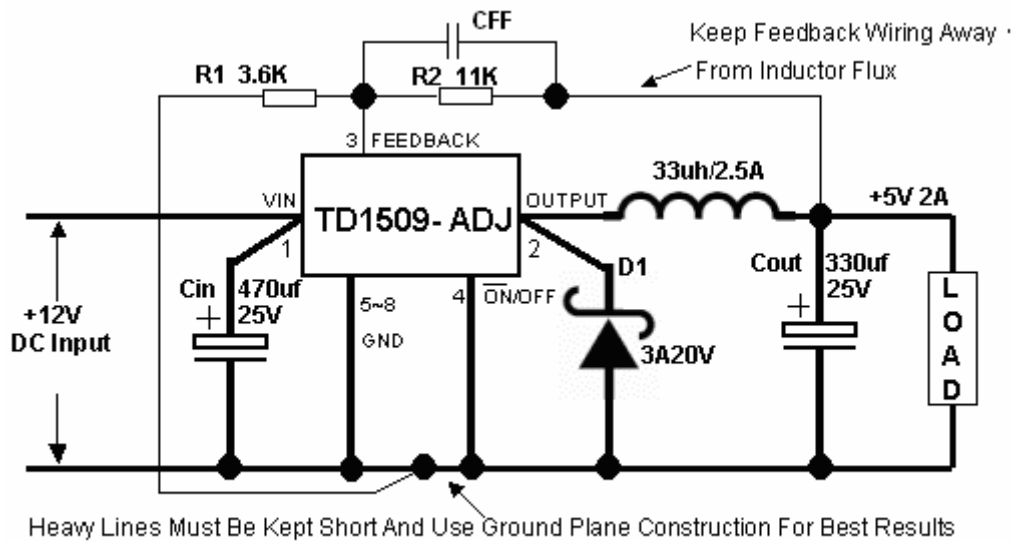 CFF
Keep Feedback Wiring Away
From Inductor Flux
R1 3.6K
R2 11K
3 FEEDBACK
33uh/2.5A
VIN
TD1509- ADJ
OUTPUT
+5V 2A
1
2
D1
Cin
470uf
25V
+
5~8
GND
4
ON/OFF
3A20V
Cout
330uf
25V
+
LOAD
+12V
DC Input
Heavy Lines Must Be Kept Short And Use Ground Plane Construction For Best Results